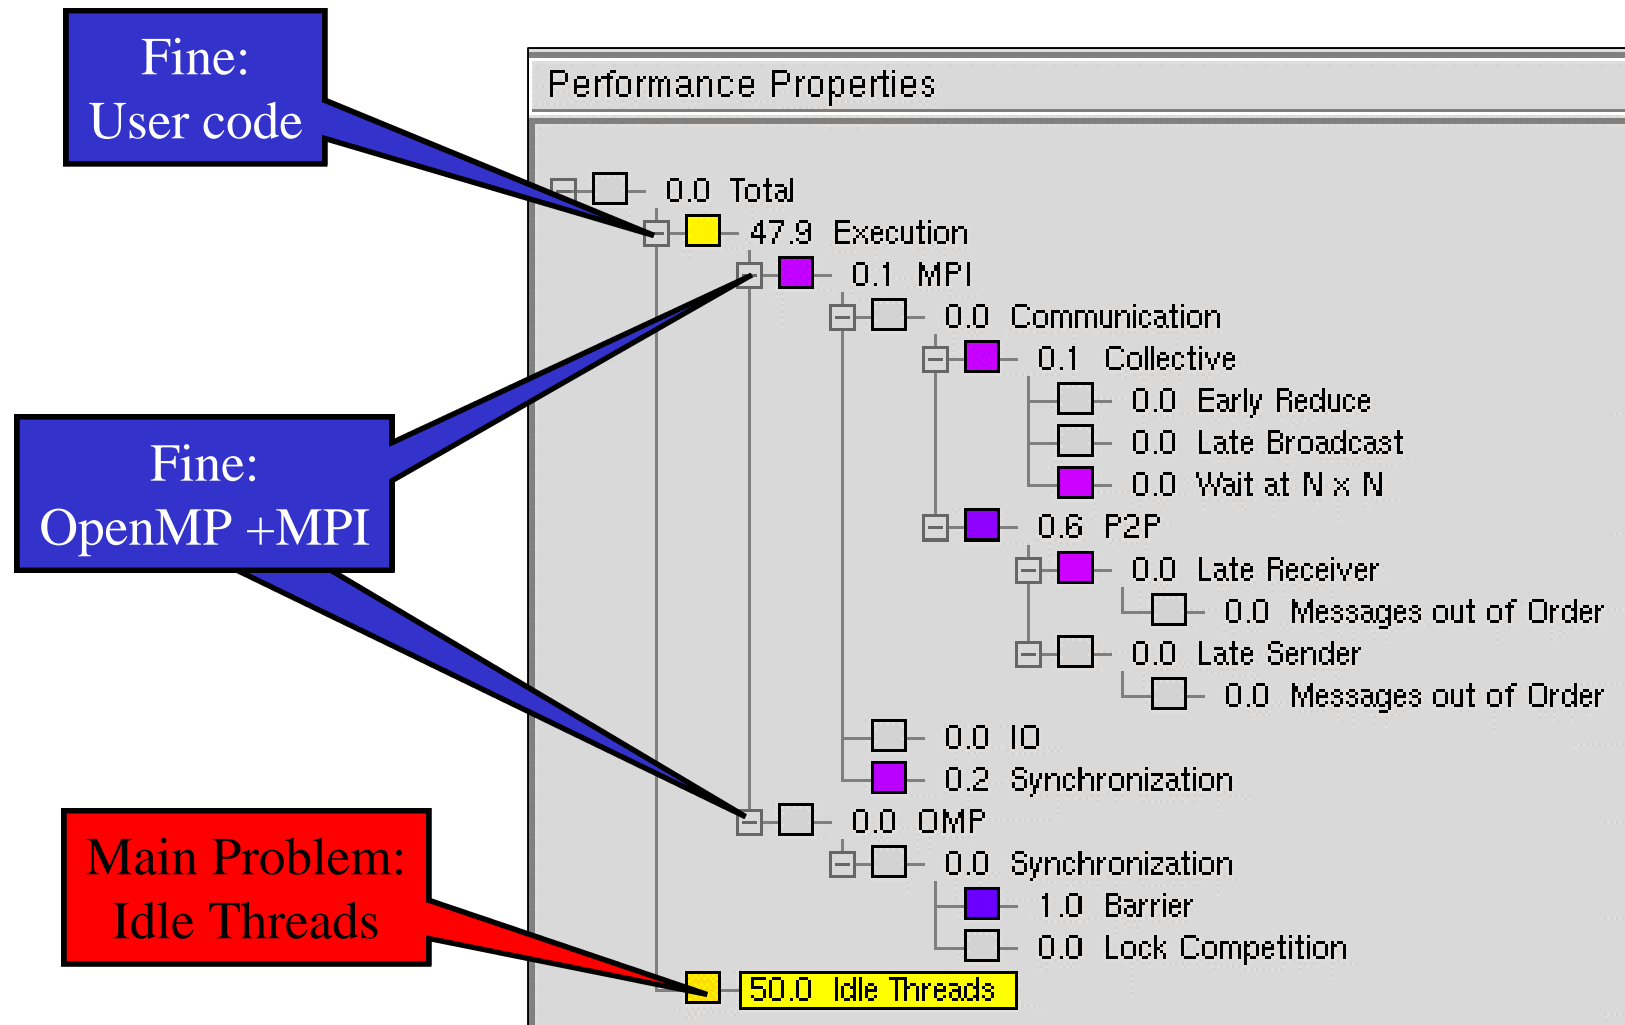 Fine:
User code
Performance Properties
0.0 Total
47.9 Execution
0.1 MPI
0.0 Communication
0.1 Collective
0.0 Early Reduce
0.0 Late Broadcast
0.0 Wait at N x N
Fine:
OpenMP +MPI
0.6 P2P
0.0 Late Receiver
0.0 Messages out of Order
0.0 Late Sender
0.0 Messages out of Order
0.0 IO
0.2 Synchronization
0.0 OMP
Main Problem:
Idle Threads
0.0 Synchronization
1.0 Barrier
0.0 Lock Competition
50.0 Idle Threads